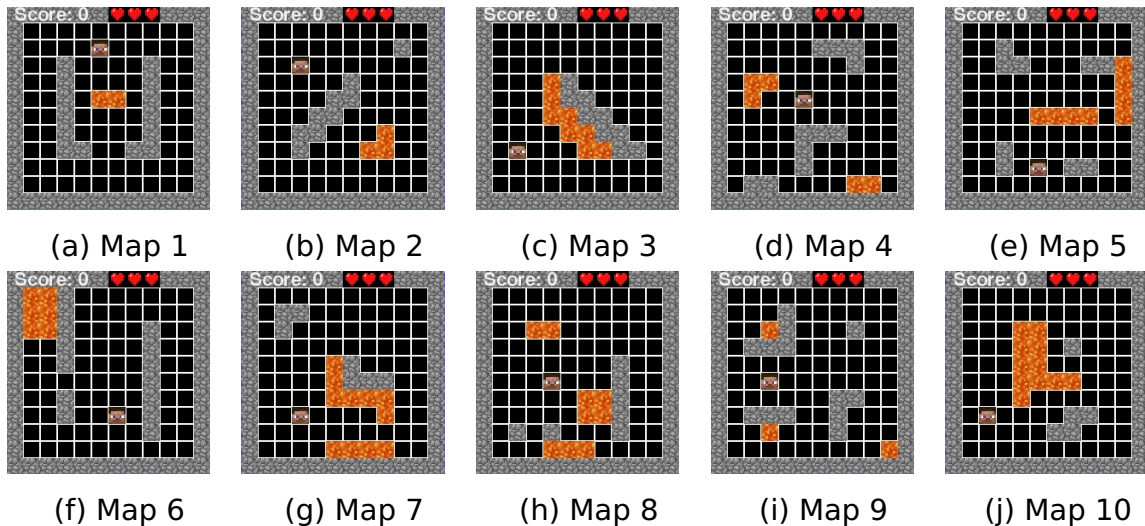 Score: 0 Score: 0 Score: 0 Score: 0 Score: 0
(a) Map 1 (b) Map 2 (c) Map 3 (d) Map 4 (e) Map 5
Score: 0 Score: 0 Score: 0 Score: 0 Score: 0
(f) Map 6 (g) Map 7 (h) Map 8 (i) Map 9 (j) Map 10